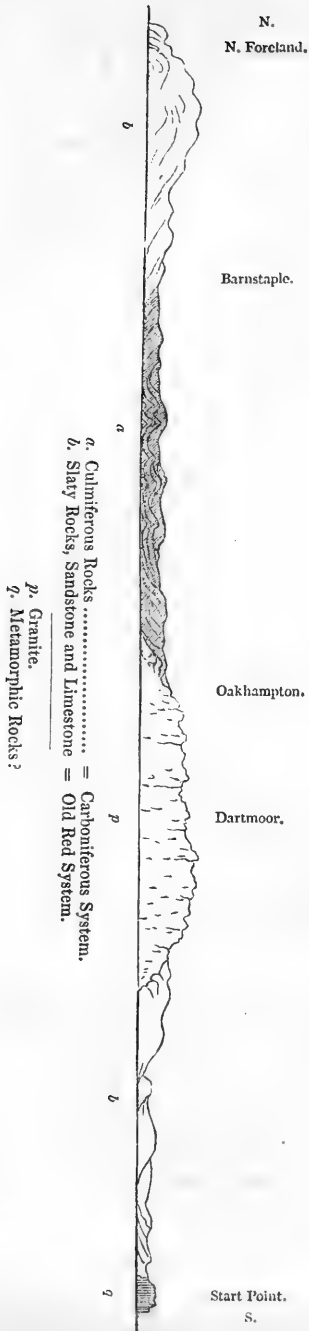 N.
N. Foreland.
b
Barnstaple.
a
a. Culmiferous Rocks ........................ = Carboniferous System.
b. Slaty Rocks, Sandstone and Limestone = Old Red System.
p. Granite.
q. Metamorphic Rocks?
Oakhampton.
Dartmoor.
p
b
q
Start Point.
S.